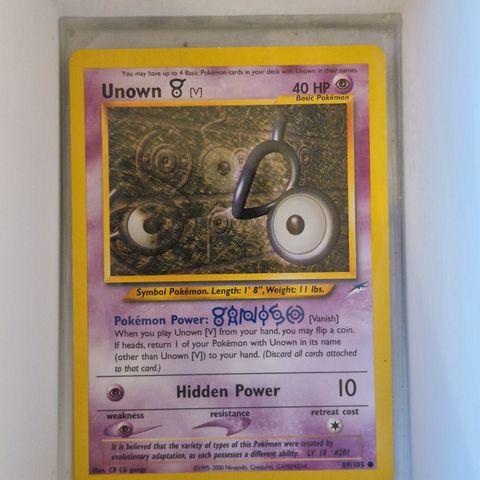 You may have up to 4 Basic Pokémon cards in your deck with Unown in their names.
Unown [V] 40 HP
Basic Pokémon
Symbol Pokémon. Length: 1' 8", Weight: 11 lbs.
Pokémon Power: [Vanish]
When you play Unown [V] from your hand, you may flip a coin.
If heads, return 1 of your Pokémon with Unown in its name
(other than Unown [V]) to your hand. (Discard all cards attached
to that card.)
Hidden Power 10
weakness resistance retreat cost
It is believed that the variety of types of this Pokémon were created by
evolutionary adaptation, as each possesses a different ability. LV. 10 #201
Illus. CR CG gangs ©1995-2000 Nintendo, Creatures, GAMEFREAK. 89/105